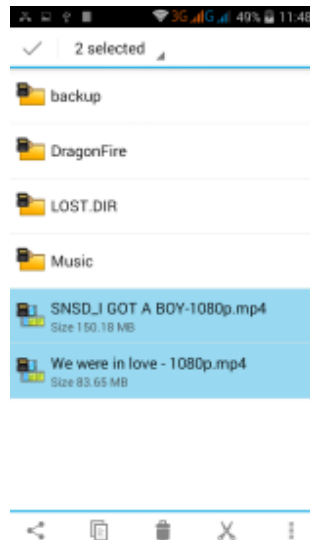 3G G 49% 11:48
2 selected
backup
DragonFire
LOST.DIR
Music
SNSD_I GOT A BOY-1080p.mp4
Size 150.18 MB
We were in love - 1080p.mp4
Size 83.65 MB